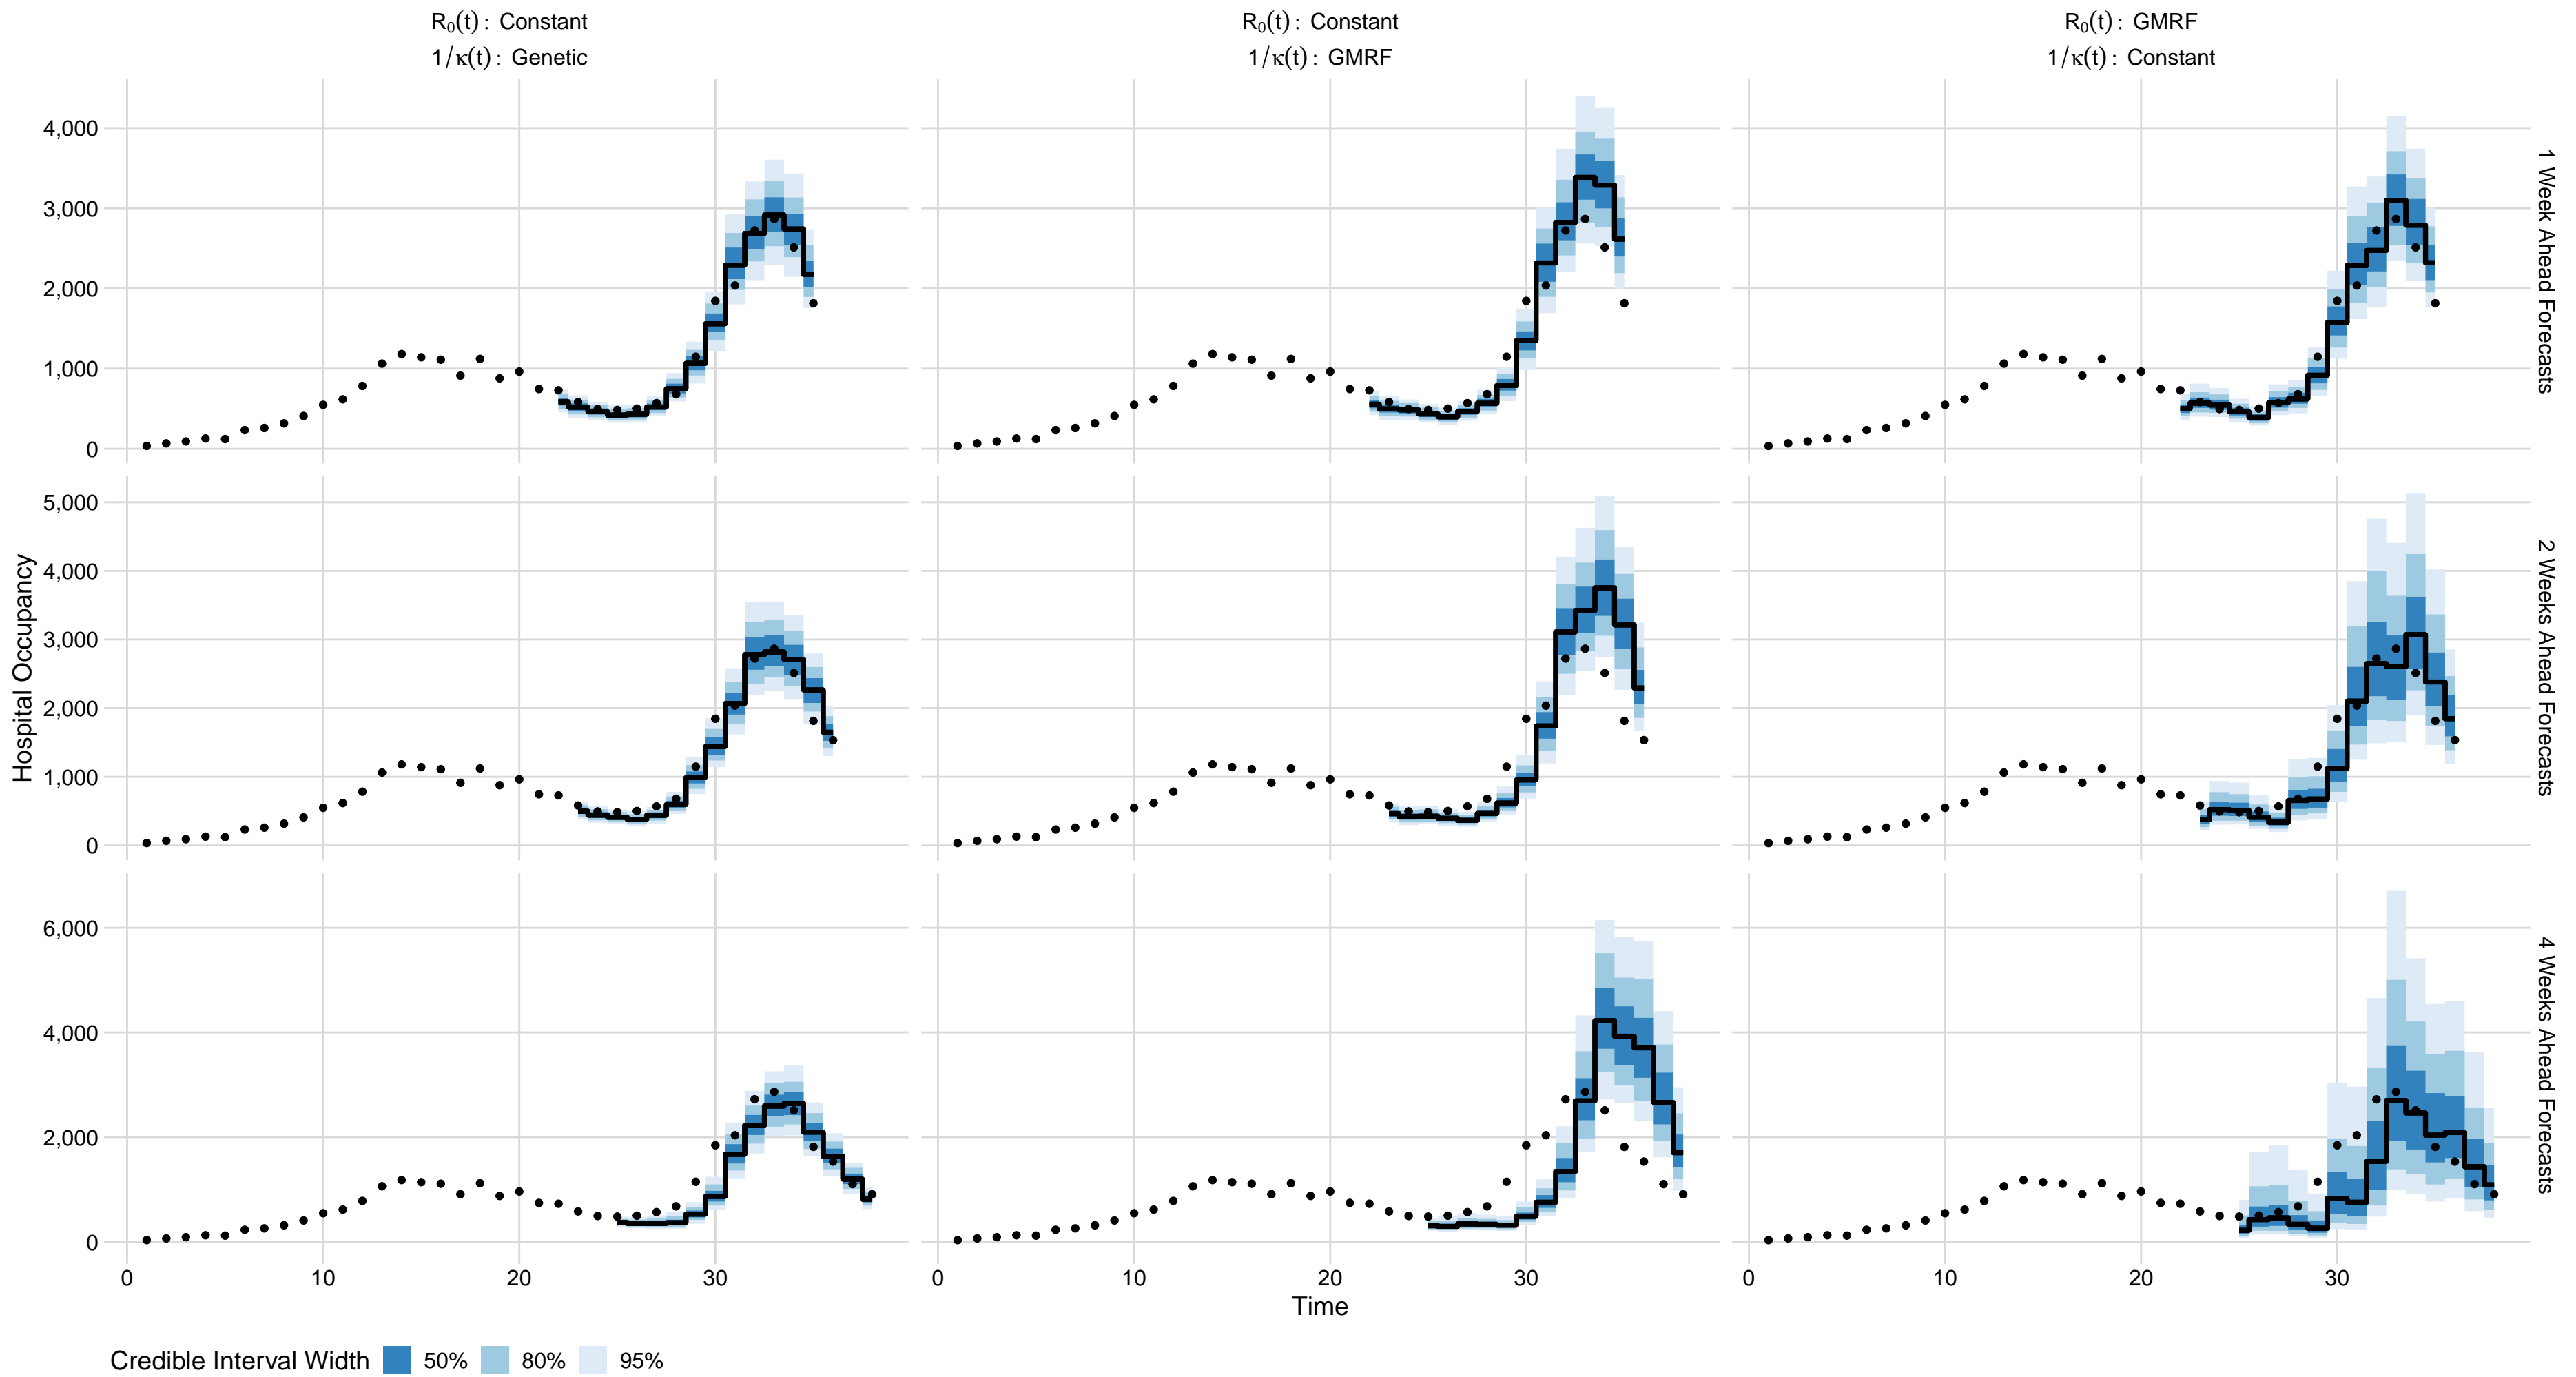 R₀(t): Constant
1/κ(t): Genetic
R₀(t): Constant
1/κ(t): GMRF
R₀(t): GMRF
1/κ(t): Constant
4,000
3,000
2,000
1,000
0
1 Week Ahead Forecasts
Hospital Occupancy
5,000
4,000
3,000
2,000
1,000
0
2 Weeks Ahead Forecasts
6,000
4,000
2,000
0
4 Weeks Ahead Forecasts
0 10 20 30
0 10 20 30
0 10 20 30
Time
Credible Interval Width 50% 80% 95%